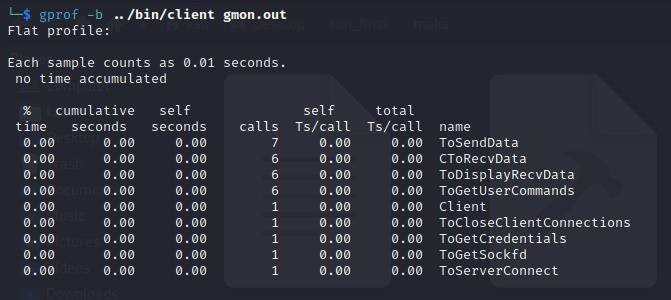 └─$ gprof -b ../bin/client gmon.out
Flat profile:
Each sample counts as 0.01 seconds.
 no time accumulated
  %   cumulative   self              self     total
 time   seconds   seconds    calls  Ts/call  Ts/call  name
  0.00      0.00     0.00        7     0.00     0.00  ToSendData
  0.00      0.00     0.00        6     0.00     0.00  CToRecvData
  0.00      0.00     0.00        6     0.00     0.00  ToDisplayRecvData
  0.00      0.00     0.00        6     0.00     0.00  ToGetUserCommands
  0.00      0.00     0.00        1     0.00     0.00  Client
  0.00      0.00     0.00        1     0.00     0.00  ToCloseClientConnections
  0.00      0.00     0.00        1     0.00     0.00  ToGetCredentials
  0.00      0.00     0.00        1     0.00     0.00  ToGetSockfd
  0.00      0.00     0.00        1     0.00     0.00  ToServerConnect